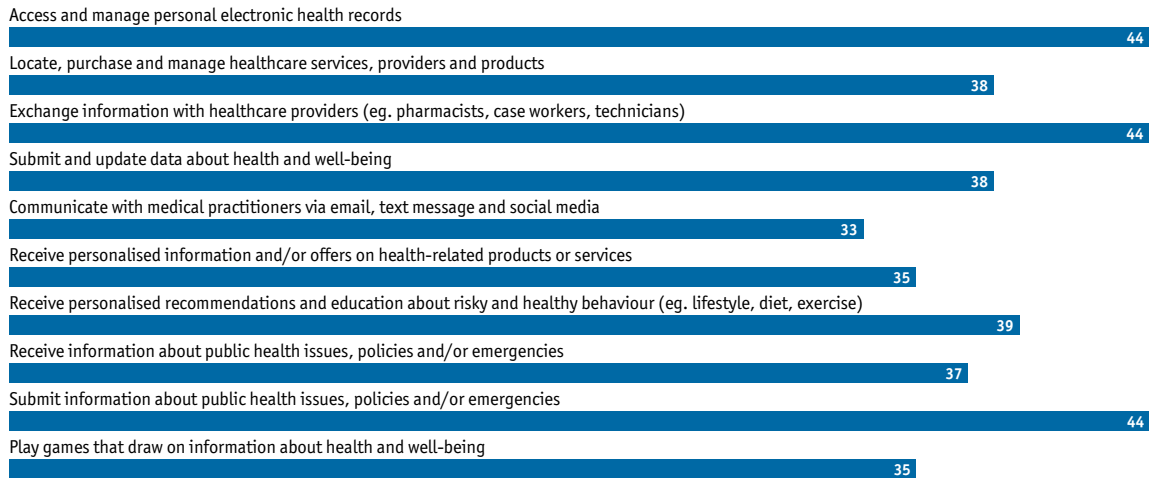 Access and manage personal electronic health records
44
Locate, purchase and manage healthcare services, providers and products
38
Exchange information with healthcare providers (eg. pharmacists, case workers, technicians)
44
Submit and update data about health and well-being
38
Communicate with medical practitioners via email, text message and social media
33
Receive personalised information and/or offers on health-related products or services
35
Receive personalised recommendations and education about risky and healthy behaviour (eg. lifestyle, diet, exercise)
39
Receive information about public health issues, policies and/or emergencies
37
Submit information about public health issues, policies and/or emergencies
44
Play games that draw on information about health and well-being
35